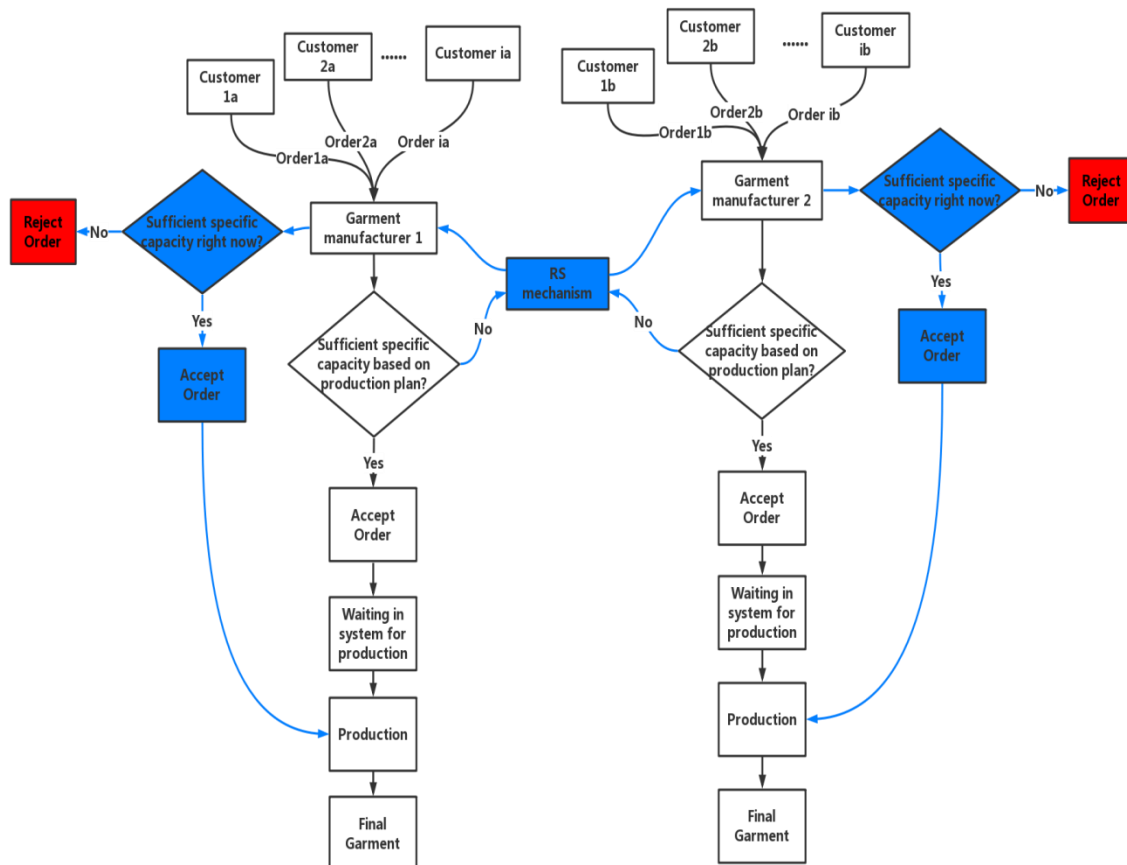 Customer
1a
Customer
2a
......
Customer ia
Order1a
Order2a
Order ia
Customer
1b
Customer
2b
......
Customer
ib
Order1b
Order2b
Order ib
Reject
Order
No
Sufficient specific
capacity right now?
Garment
manufacturer 1
RS
mechanism
Garment
manufacturer 2
Sufficient specific
capacity right now?
No
Reject
Order
Yes
Accept
Order
Sufficient specific
capacity based on
production plan?
No
No
Sufficient specific
capacity based on
production plan?
Yes
Accept
Order
Yes
Accept
Order
Waiting in
system for
production
Production
Final
Garment
Yes
Accept
Order
Waiting in
system for
production
Production
Final
Garment